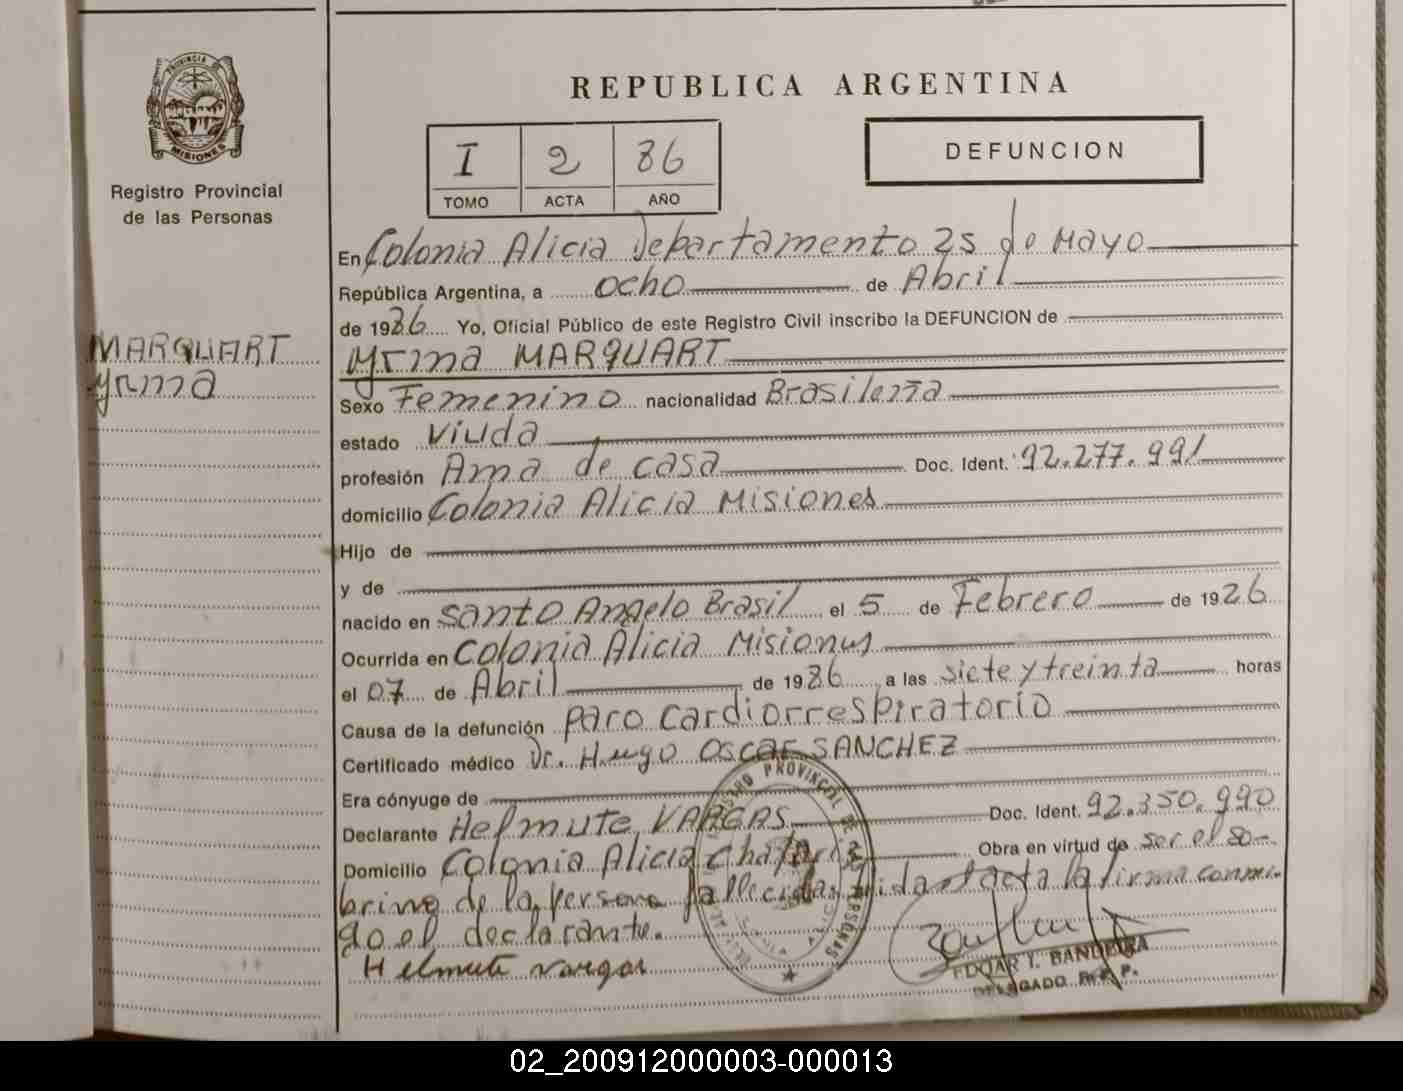 PROVINCIA
MISIONES
Registro Provincial
de las Personas
MARQUART
Yrma
REPUBLICA ARGENTINA
I 2 86
TOMO ACTA AÑO
DEFUNCION
En Colonia Alicia Departamento 25 de Mayo
República Argentina, a ocho de Abril
de 1986 Yo, Oficial Público de este Registro Civil inscribo la DEFUNCION de
Yrma MARQUART
Sexo Femenino nacionalidad Brasileña
estado Viuda
profesión Ama de casa Doc. Ident. 92.277.991
domicilio Colonia Alicia Misiones
Hijo de
y de
nacido en Santo Angelo Brasil el 5 de Febrero de 1926
Ocurrida en Colonia Alicia Misiones
el 07 de Abril de 1986 a las siete y treinta horas
Causa de la defunción paro cardiorrespiratorio
Certificado médico Dr. Hugo Oscar SANCHEZ
Era cónyuge de
Declarante Helmute VARGAS Doc. Ident. 92.350.990
Domicilio Colonia Alicia Obra en virtud de ser el so-
brino de la persona fallecida. Leida el acta la firma conmi-
go el declarante.
Helmute Vargas
EDGAR I. BANDEIRA
DELEGADO R. P. P.
02_200912000003-000013